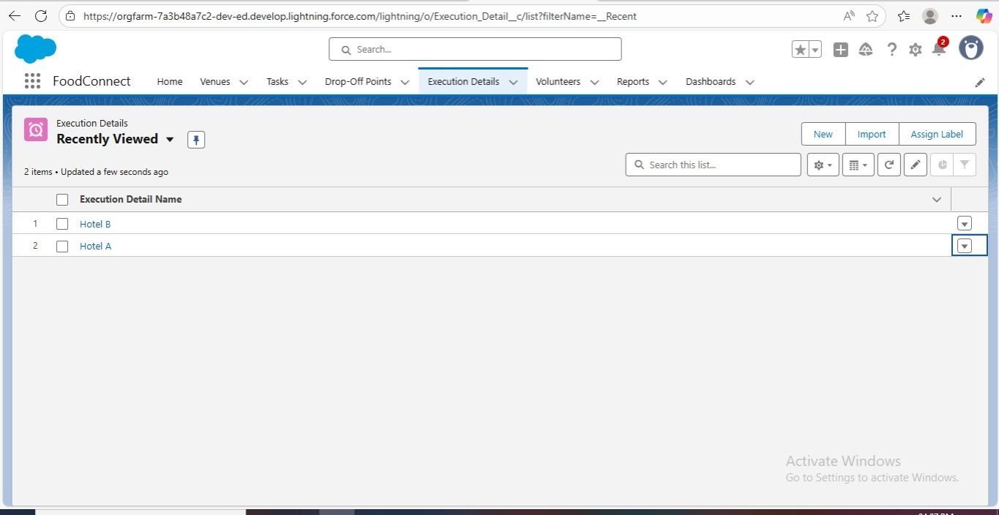 https://orgfarm-7a3b48a7c2-dev-ed.develop.lightning.force.com/lightning/o/Execution_Detail__c/list?filterName=__Recent
Search...
2
FoodConnect Home Venues Tasks Drop-Off Points Execution Details Volunteers Reports Dashboards
Execution Details
Recently Viewed
New Import Assign Label
Search this list...
2 items • Updated a few seconds ago
Execution Detail Name
1 Hotel B
2 Hotel A
Activate Windows
Go to Settings to activate Windows.